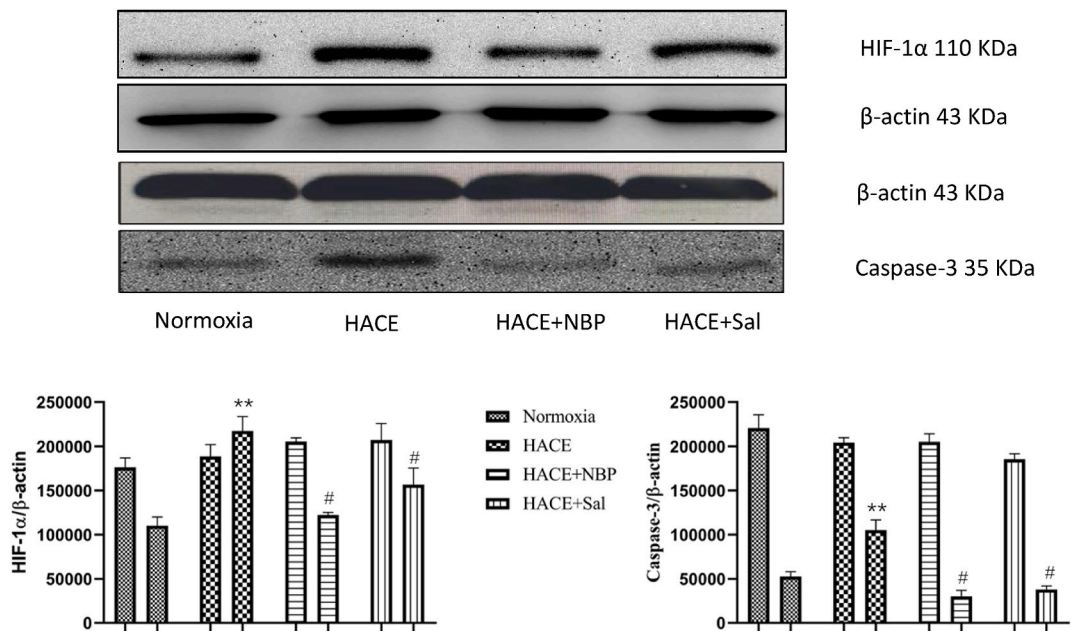 HIF-1α 110 KDa
β-actin 43 KDa
β-actin 43 KDa
Caspase-3 35 KDa
Normoxia HACE HACE+NBP HACE+Sal
HIF-1α/β-actin
250000
200000
150000
100000
50000
0
**
#
#
Normoxia
HACE
HACE+NBP
HACE+Sal
Caspase-3/β-actin
250000
200000
150000
100000
50000
0
**
#
#